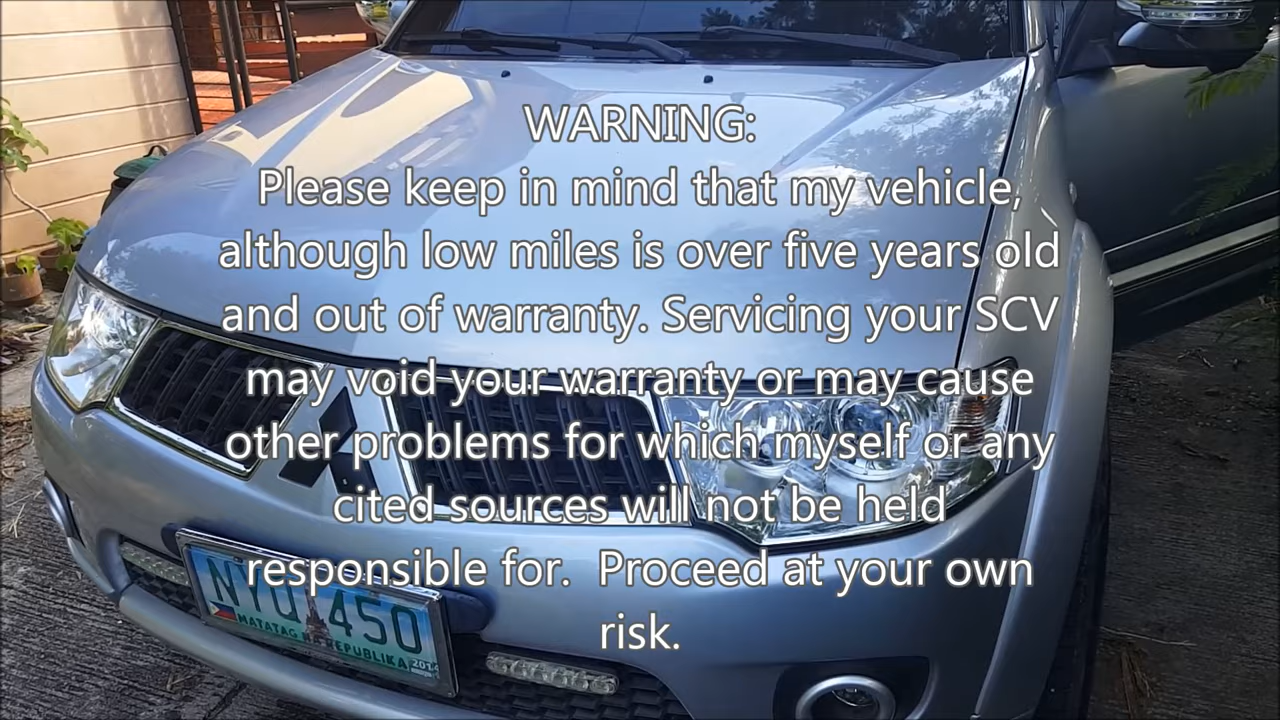 WARNING:
Please keep in mind that my vehicle,
although low miles is over five years old
and out of warranty. Servicing your SCV
may void your warranty or may cause
other problems for which myself or any
cited sources will not be held
responsible for.  Proceed at your own
risk.
NYQ 450
MATATAG REPUBLIKA 2014